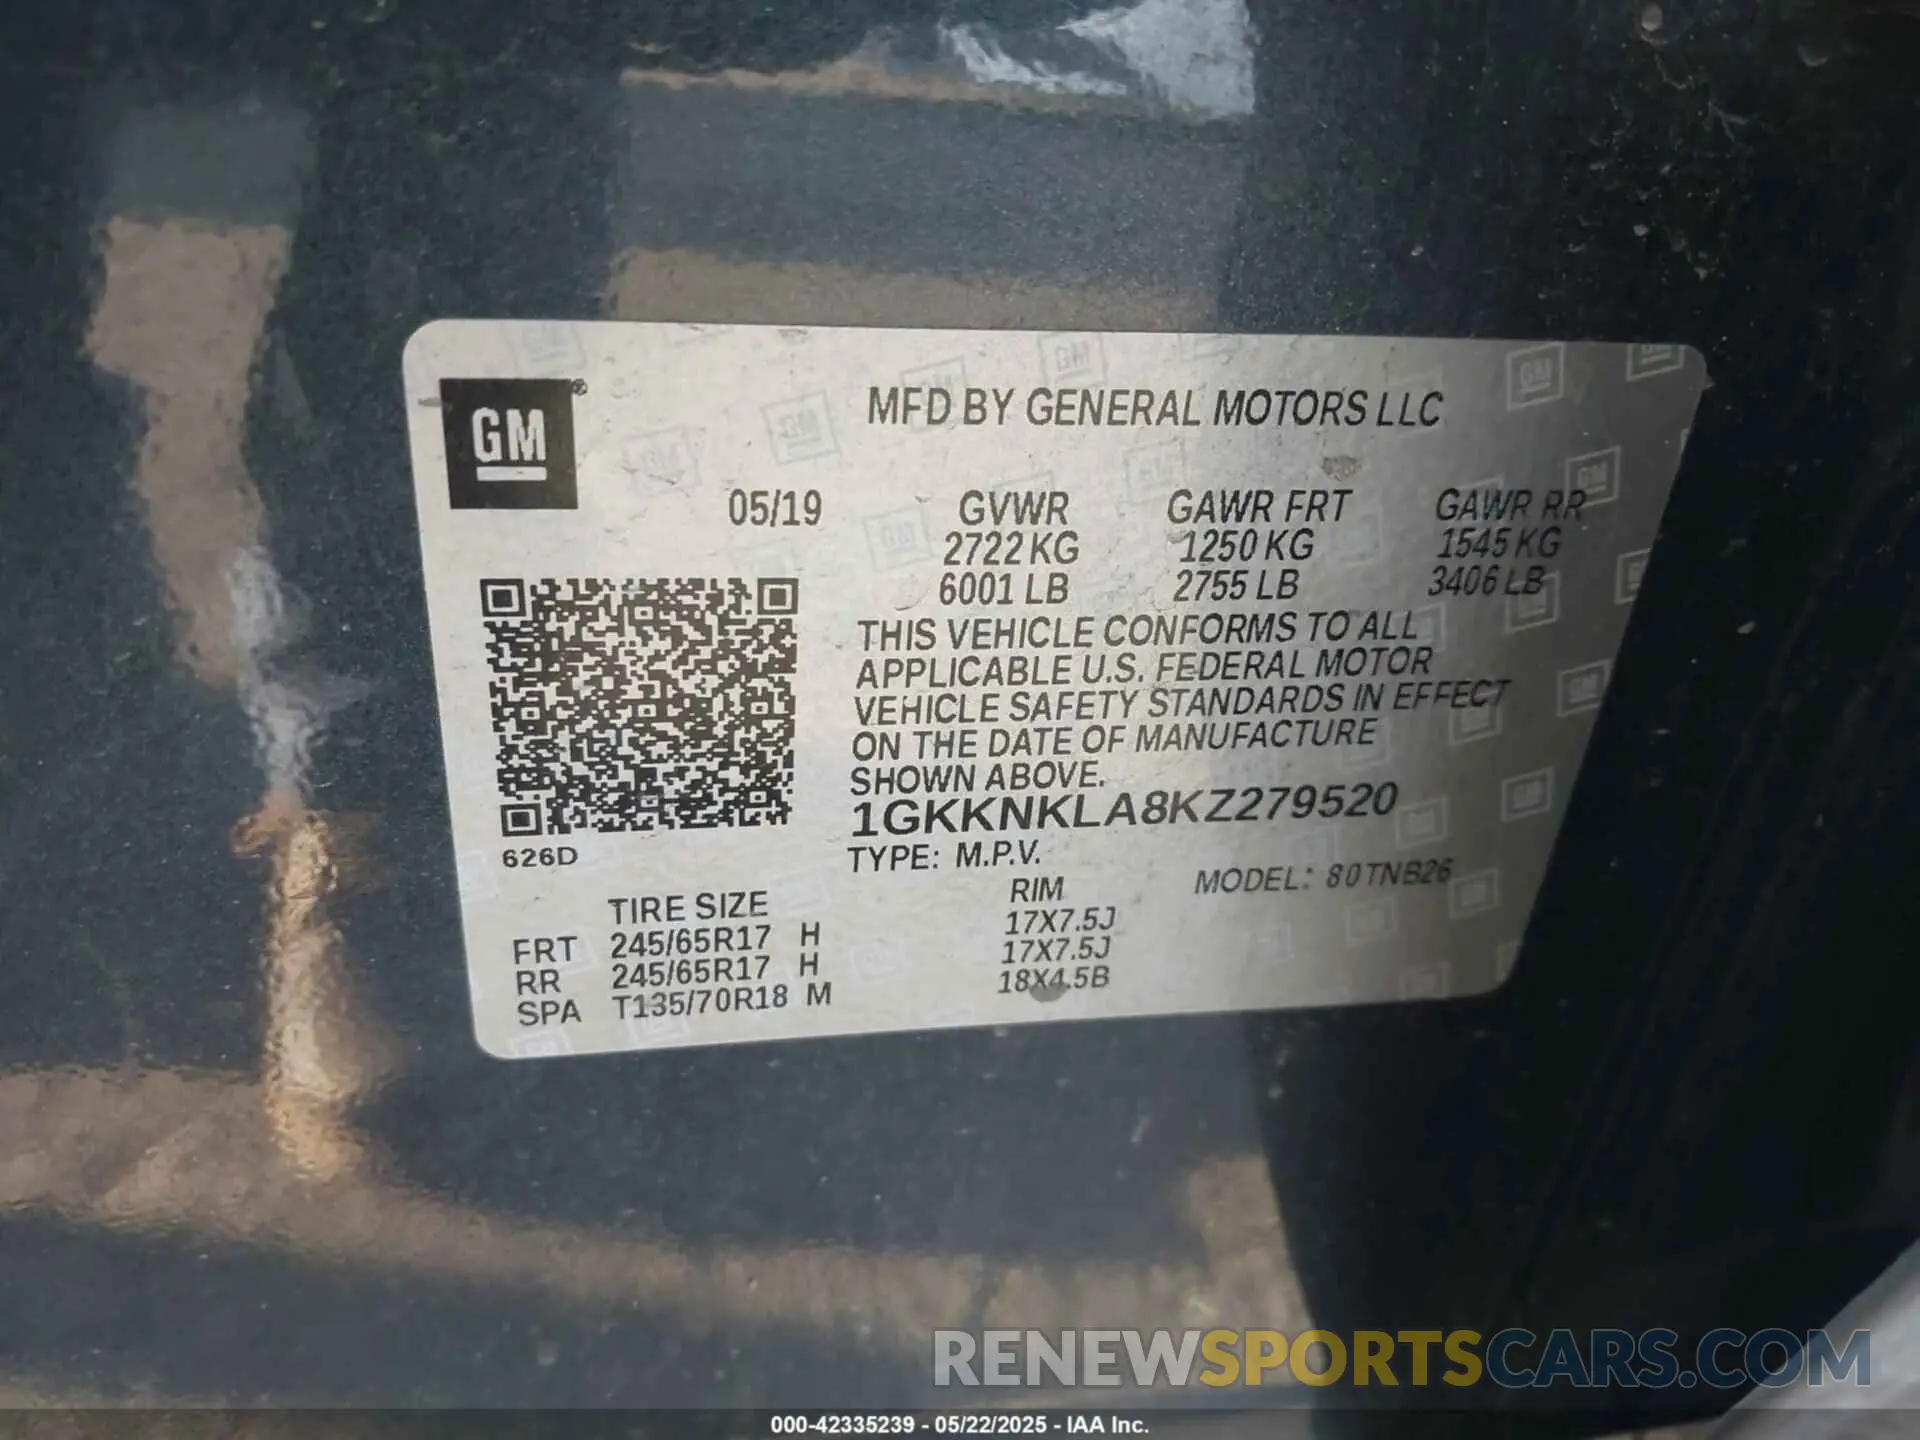 GM®
MFD BY GENERAL MOTORS LLC
05/19 GVWR GAWR FRT GAWR RR
2722 KG 1250 KG 1545 KG
6001 LB 2755 LB 3406 LB
THIS VEHICLE CONFORMS TO ALL
APPLICABLE U.S. FEDERAL MOTOR
VEHICLE SAFETY STANDARDS IN EFFECT
ON THE DATE OF MANUFACTURE
SHOWN ABOVE.
1GKKNKLA8KZ279520
626D
TYPE: M.P.V. MODEL: 80TNB26
TIRE SIZE RIM
FRT 245/65R17 H 17X7.5J
RR 245/65R17 H 17X7.5J
SPA T135/70R18 M 18X4.5B
RENEWSPORTSCARS.COM
000-42335239 - 05/22/2025 - IAA Inc.